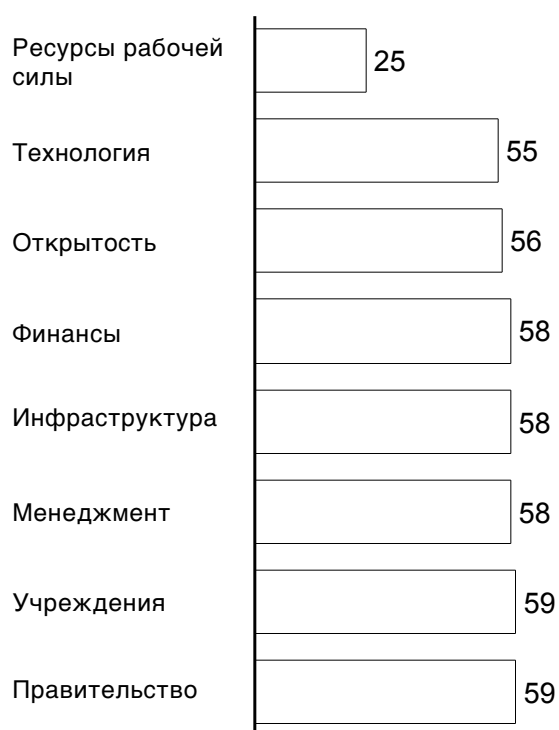 Ресурсы рабочей
силы
25
Технология
55
Открытость
56
Финансы
58
Инфраструктура
58
Менеджмент
58
Учреждения
59
Правительство
59